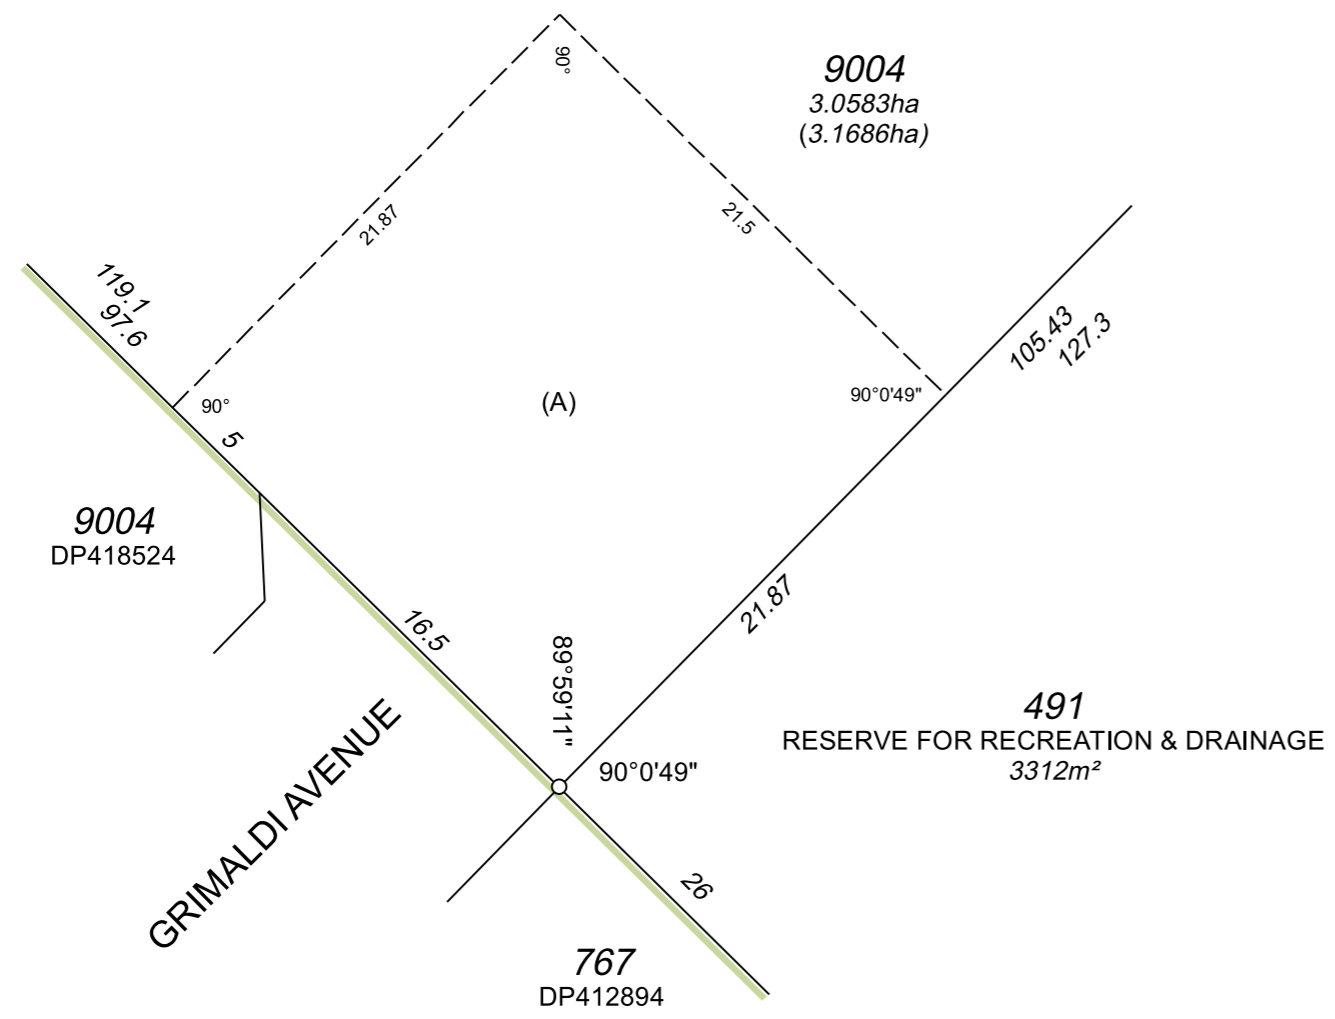 90°
9004
3.0583ha
(3.1686ha)
21.87
21.5
119.1
97.6
105.43
127.3
90°
(A)
90°0'49"
5
9004
DP418524
16.5
21.87
89°59'11"
491
RESERVE FOR RECREATION & DRAINAGE
3312m²
90°0'49"
GRIMALDI AVENUE
26
767
DP412894